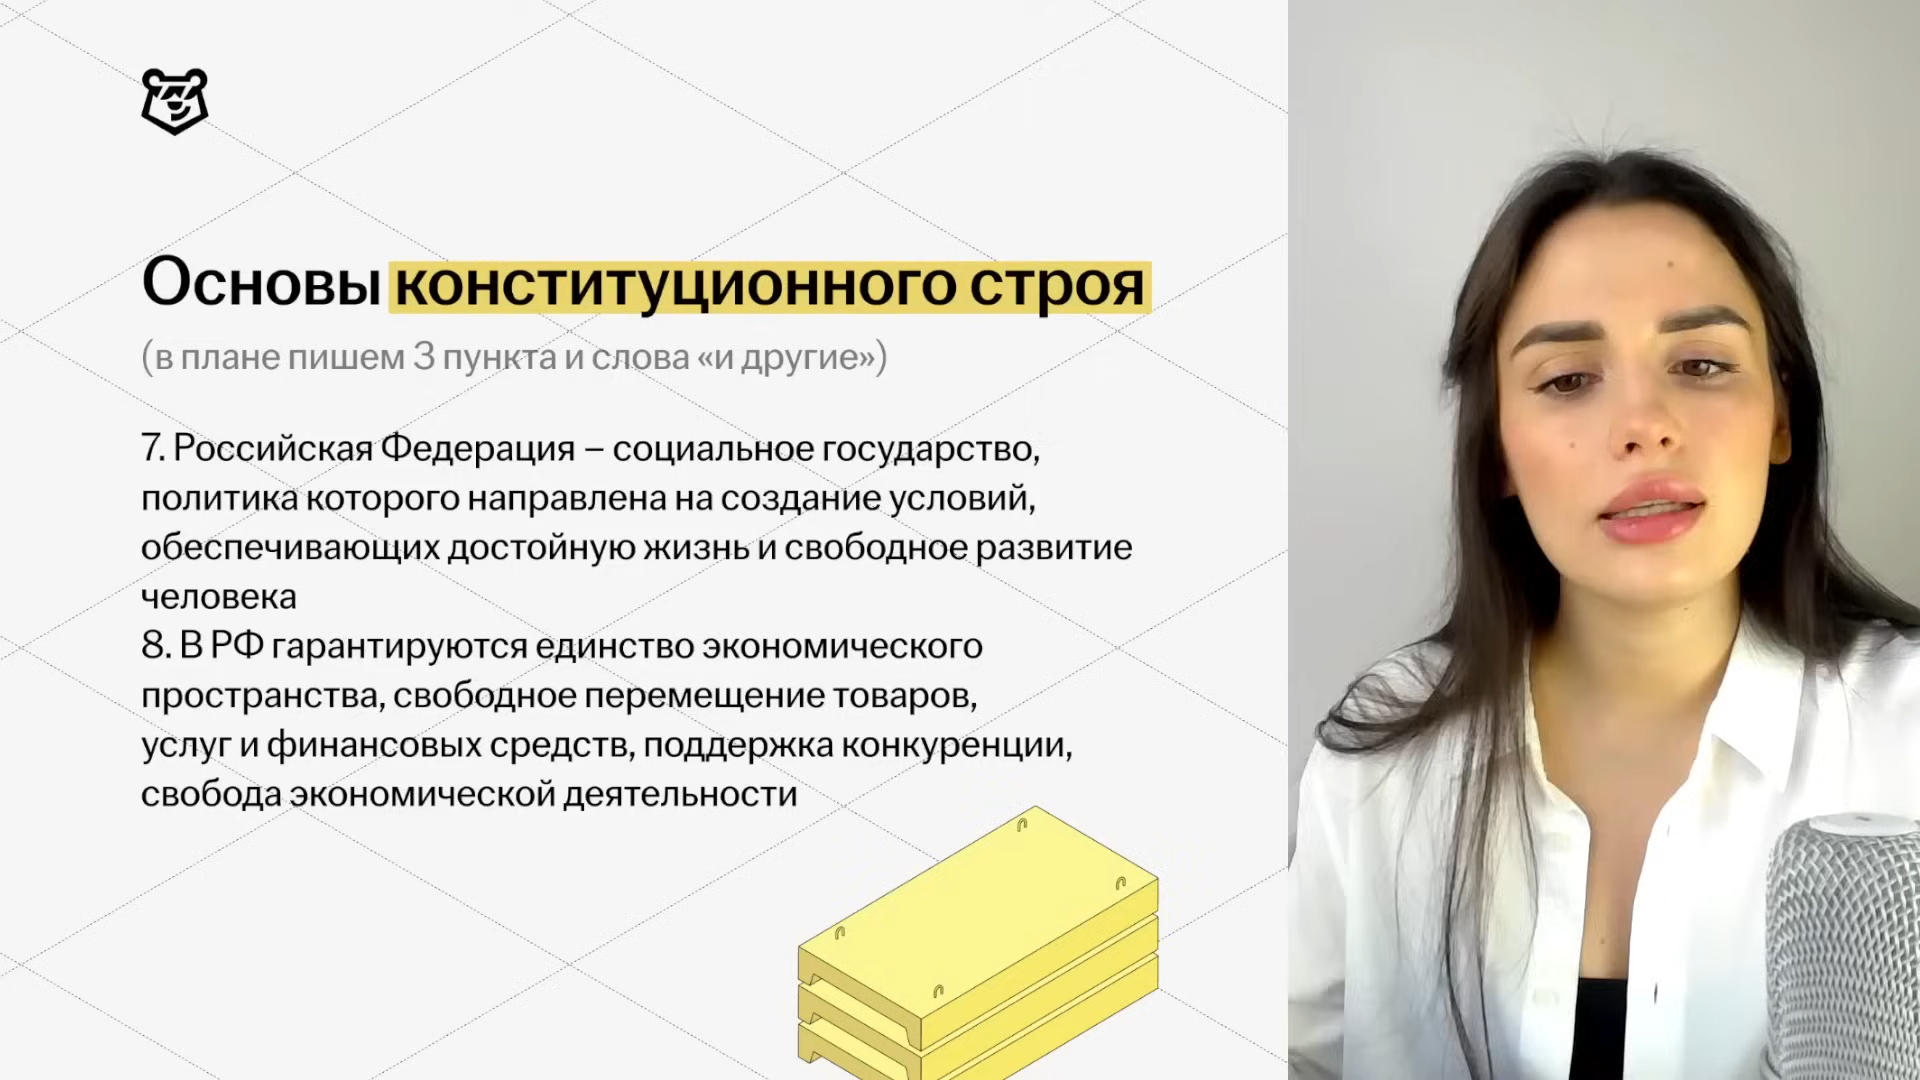 Основы конституционного строя
(в плане пишем 3 пункта и слова «и другие»)
7. Российская Федерация – социальное государство,
политика которого направлена на создание условий,
обеспечивающих достойную жизнь и свободное развитие
человека
8. В РФ гарантируются единство экономического
пространства, свободное перемещение товаров,
услуг и финансовых средств, поддержка конкуренции,
свобода экономической деятельности